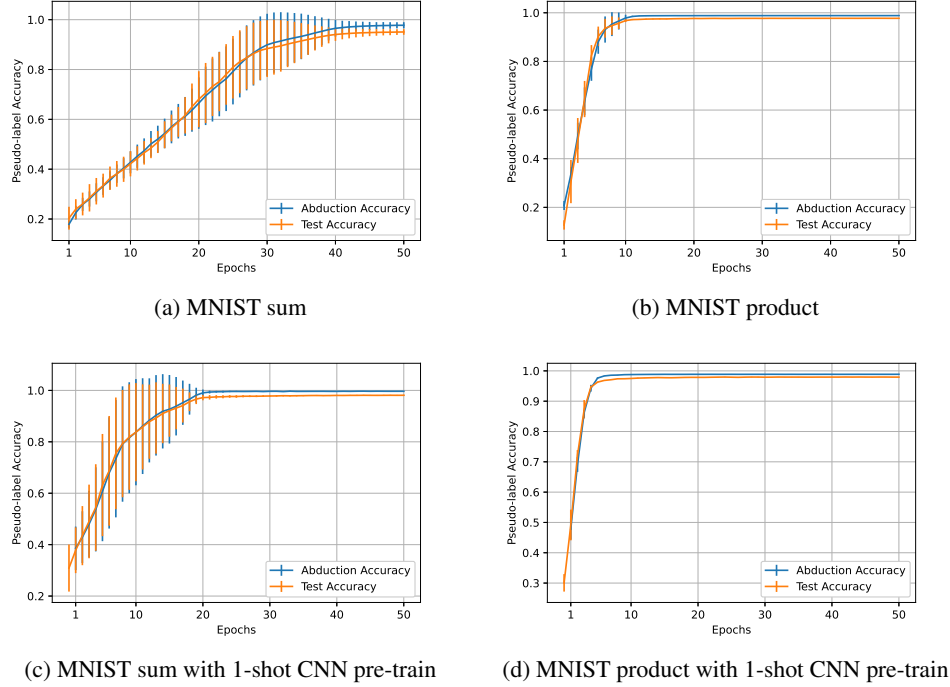 1.0
0.8
0.6
0.4
0.2
Pseudo-label Accuracy
Abduction Accuracy
Test Accuracy
1 10 20 30 40 50
Epochs
(a) MNIST sum
1.0
0.8
0.6
0.4
0.2
Pseudo-label Accuracy
Abduction Accuracy
Test Accuracy
1 10 20 30 40 50
Epochs
(b) MNIST product
1.0
0.8
0.6
0.4
0.2
Pseudo-label Accuracy
Abduction Accuracy
Test Accuracy
1 10 20 30 40 50
Epochs
(c) MNIST sum with 1-shot CNN pre-train
1.0
0.9
0.8
0.7
0.6
0.5
0.4
0.3
Pseudo-label Accuracy
Abduction Accuracy
Test Accuracy
1 10 20 30 40 50
Epochs
(d) MNIST product with 1-shot CNN pre-train